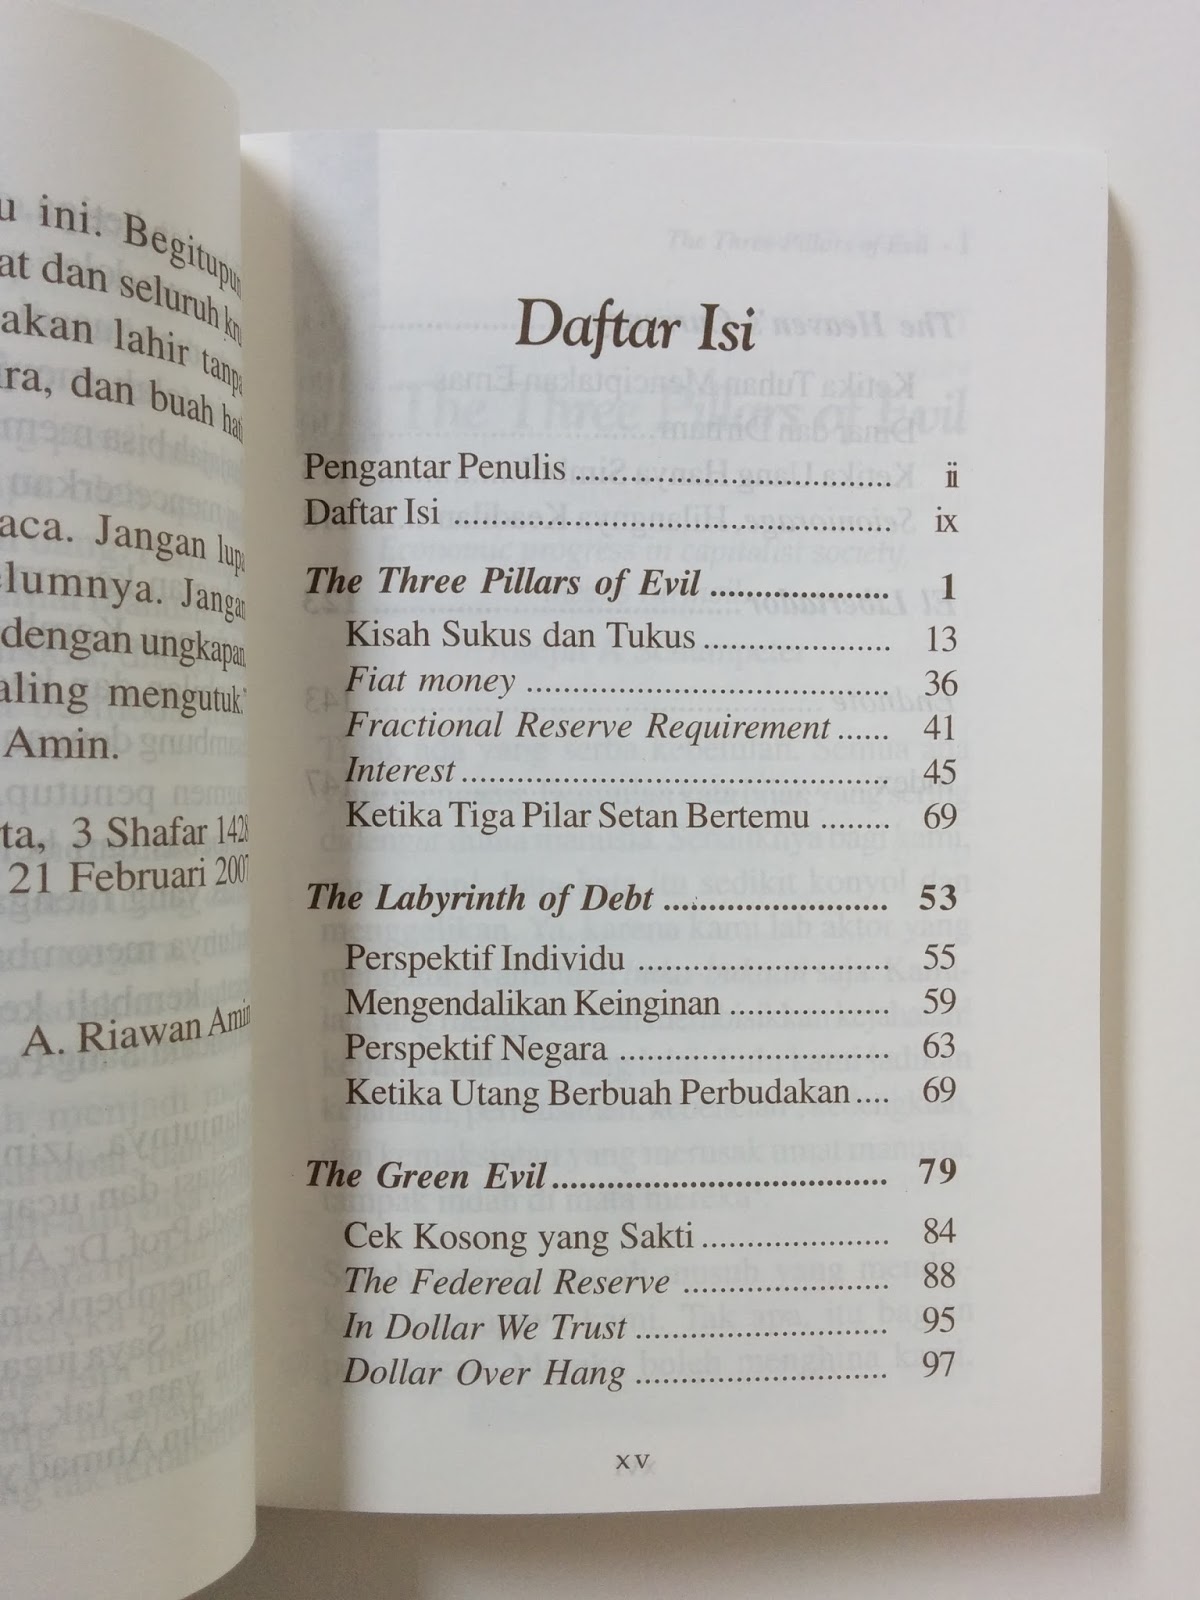 u ini. Begitupun
at dan seluruh kru
akan lahir tanpa
ira, dan buah hati
aca. Jangan lupa
elumnya. Jangan
dengan ungkapan
aling mengutuk."
Amin.
ta, 3 Shafar 1428
21 Februari 2007
A. Riawan Amin
Daftar Isi
Pengantar Penulis .................................. ii
Daftar Isi ............................................... ix
The Three Pillars of Evil ..................... 1
Kisah Sukus dan Tukus ..................... 13
Fiat money ........................................ 36
Fractional Reserve Requirement ...... 41
Interest ............................................... 45
Ketika Tiga Pilar Setan Bertemu ........ 69
The Labyrinth of Debt .......................... 53
Perspektif Individu ............................ 55
Mengendalikan Keinginan .................. 59
Perspektif Negara .............................. 63
Ketika Utang Berbuah Perbudakan .... 69
The Green Evil ...................................... 79
Cek Kosong yang Sakti ...................... 84
The Federeal Reserve ....................... 88
In Dollar We Trust ............................ 95
Dollar Over Hang ............................ 97
xv